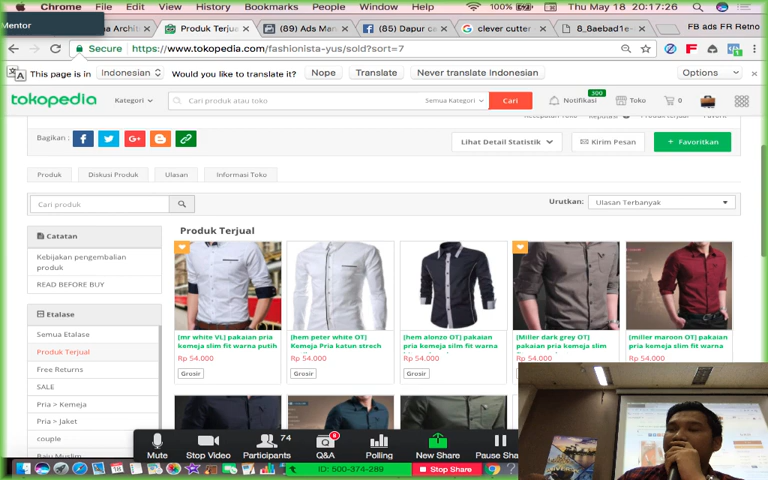 Chrome File Edit View History Bookmarks People Window Help 100% Thu May 18 20:17:26
Mentor
Produk Terjual
(89) Ads Man
(85) Dapur ca
clever cutter
8_8aebad1e-
FB ads FR Retno
Secure https://www.tokopedia.com/fashionista-yus/sold?sort=7
This page is in Indonesian Would you like to translate it? Nope Translate Never translate Indonesian Options
tokopedia Kategori Cari produk atau toko Semua Kategori Cari Notifikasi 300 Toko 0
Bagikan : Lihat Detail Statistik Kirim Pesan + Favoritkan
Produk Diskusi Produk Ulasan Informasi Toko
Cari produk Urutkan: Ulasan Terbanyak
Catatan
Kebijakan pengembalian
produk
READ BEFORE BUY
Etalase
Semua Etalase
Produk Terjual
Free Returns
SALE
Pria > Kemeja
Pria > Jaket
couple
Baju Muslim
Produk Terjual
[mr white VL] pakaian pria
kemeja slim fit warna putih
Rp 54.000
Grosir
[hem peter white OT]
Kemeja Pria katun strech
Rp 54.000
Grosir
[hem alonzo OT] pakaian
pria kemeja silm fit warna
Rp 54.000
Grosir
[Miller dark grey OT]
pakaian pria kemeja slim
Rp 54.000
[miller maroon OT] pakaian
pria kemeja slim fit warna
Rp 54.000
Mute Stop Video Participants 74 Q&A Polling New Share Pause Sha
ID: 500-374-289 Stop Share